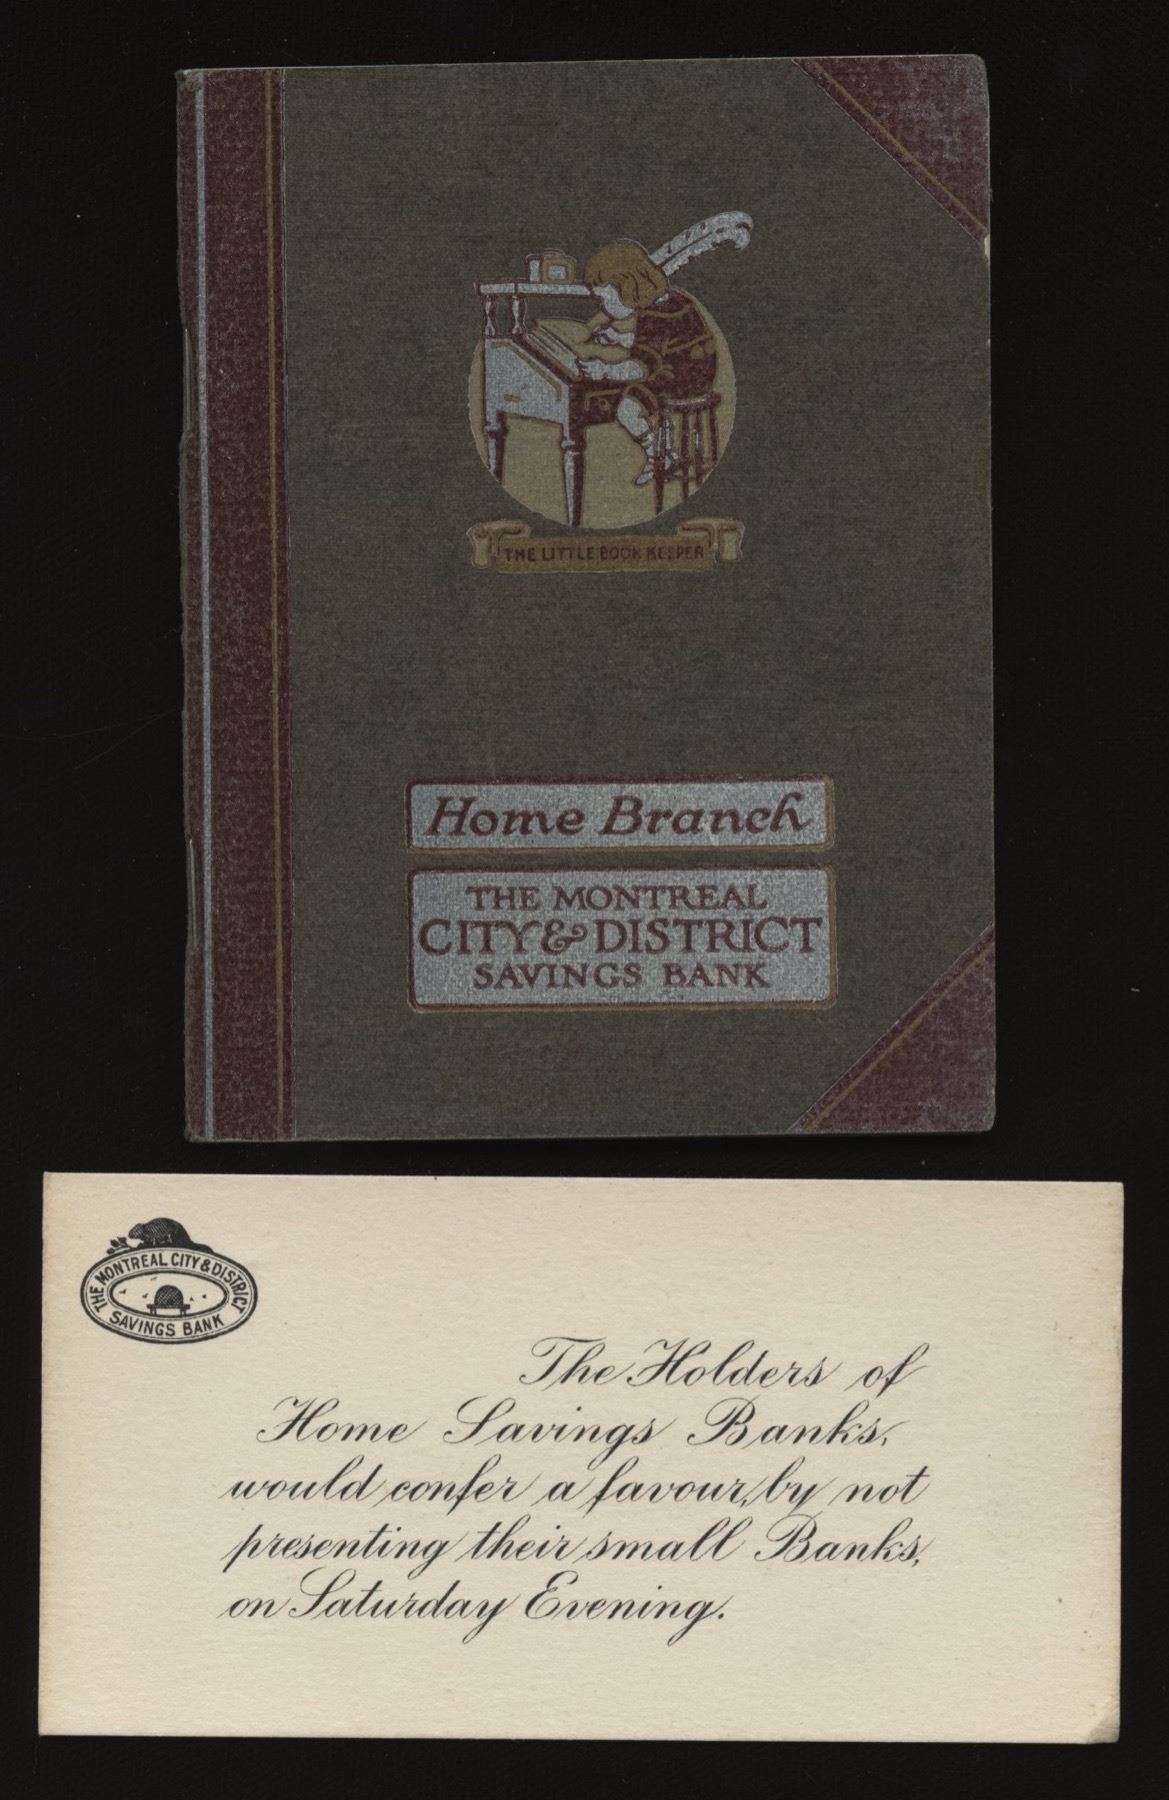 THE LITTLE BOOK KEEPER
Home Branch
THE MONTREAL
CITY & DISTRICT
SAVINGS BANK
THE MONTREAL CITY & DISTRICT
SAVINGS BANK
The Holders of
Home Savings Banks,
would confer a favour, by not
presenting their small Banks,
on Saturday Evening.